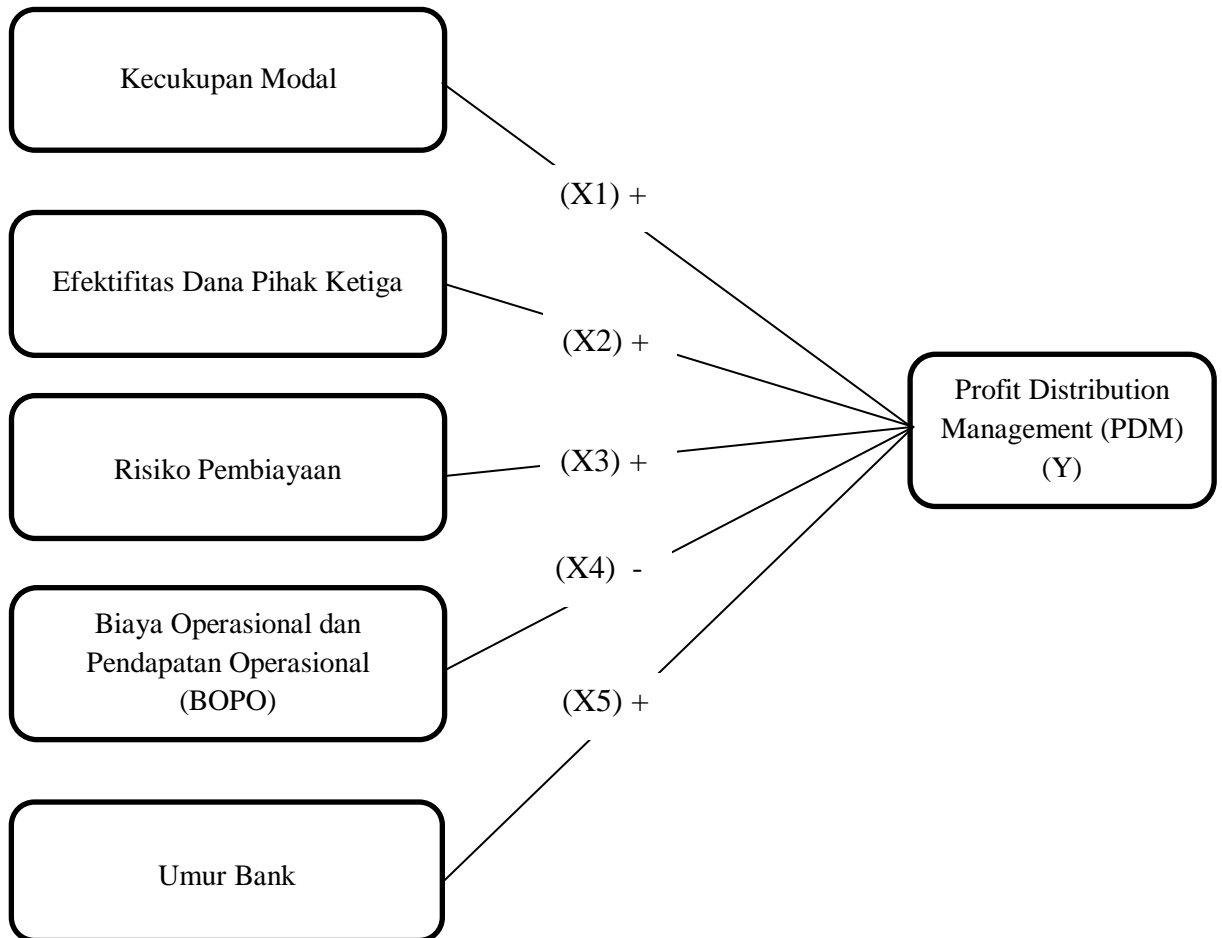 Kecukupan Modal
(X1) +
Efektifitas Dana Pihak Ketiga
(X2) +
Profit Distribution
Management (PDM)
(Y)
Risiko Pembiayaan
(X3) +
(X4) -
Biaya Operasional dan
Pendapatan Operasional
(BOPO)
(X5) +
Umur Bank